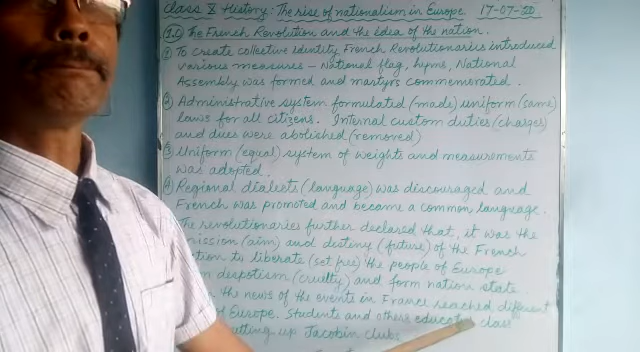 Class X History: The rise of nationalism in Europe. 17-07-20
The French Revolution and the idea of the nation.
① To create collective identity French Revolutionaries introduced
various measures – National flag, hymns, National
Assembly was formed and martyrs commemorated.
② Administrative system formulated (made) uniform (same)
laws for all citizens. Internal custom duties (charges)
and dues were abolished (removed)
③ Uniform (equal) system of weights and measurements
was adopted.
④ Regional dialects (language) was discouraged and
French was promoted and became a common language.
The revolutionaries further declared that, it was the
mission (aim) and destiny (future) of the French
to liberate (set free) the people of Europe
despotism (cruelty) and form nation state.
the news of the events in France reached different
of Europe. Students and other class
Jacobin clubs